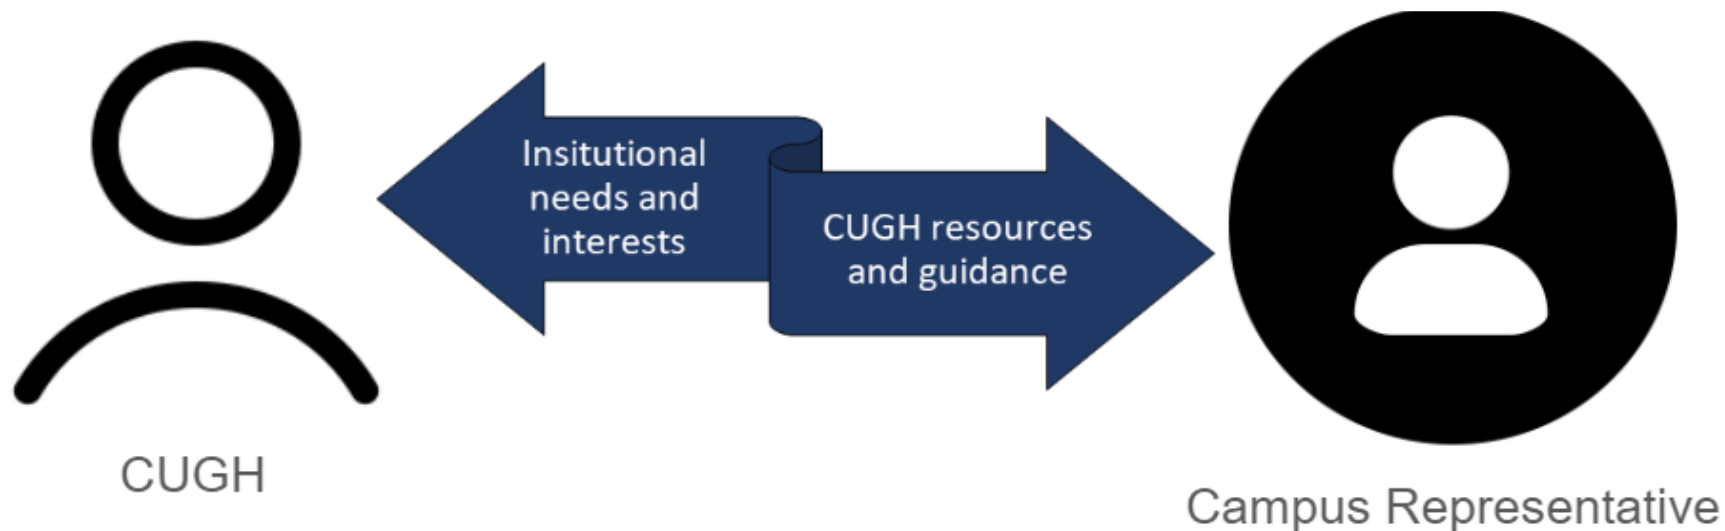 Insitutional
needs and
interests
CUGH resources
and guidance
CUGH
Campus Representative